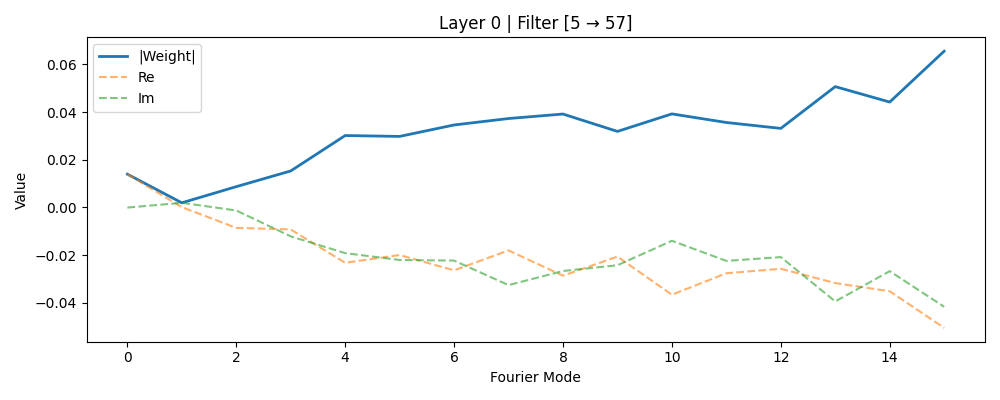 Layer 0 | Filter [5 → 57]
|Weight|
Re
Im
Value
0.06
0.04
0.02
0.00
−0.02
−0.04
0 2 4 6 8 10 12 14
Fourier Mode